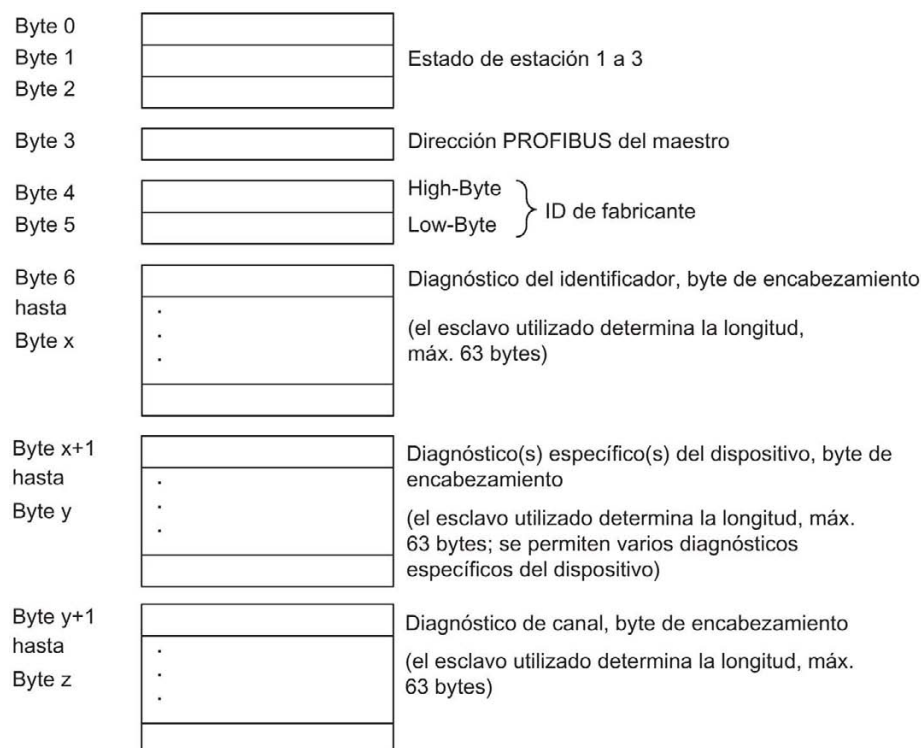 Byte 0
Byte 1 Estado de estación 1 a 3
Byte 2
Byte 3 Dirección PROFIBUS del maestro
Byte 4 High-Byte
ID de fabricante
Byte 5 Low-Byte
Byte 6 Diagnóstico del identificador, byte de encabezamiento
hasta
Byte x (el esclavo utilizado determina la longitud,
máx. 63 bytes)
Byte x+1 Diagnóstico(s) específico(s) del dispositivo, byte de
hasta encabezamiento
Byte y (el esclavo utilizado determina la longitud, máx.
63 bytes; se permiten varios diagnósticos
específicos del dispositivo)
Byte y+1 Diagnóstico de canal, byte de encabezamiento
hasta
Byte z (el esclavo utilizado determina la longitud, máx.
63 bytes)